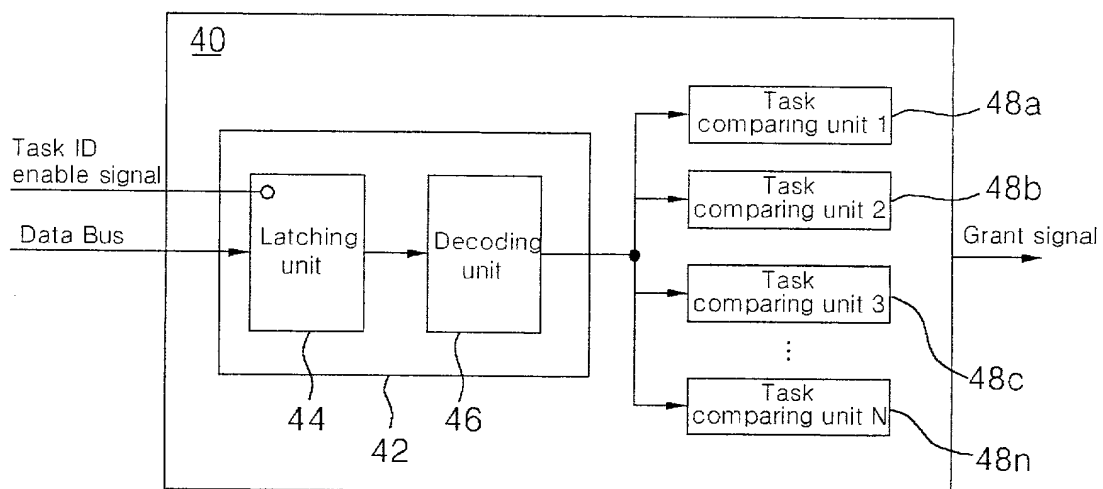 40
Task ID
enable signal
Data Bus
Latching
unit
Decoding
unit
Task
comparing unit 1
48a
Task
comparing unit 2
48b
Grant signal
Task
comparing unit 3
48c
⋮
Task
comparing unit N
48n
44
42
46